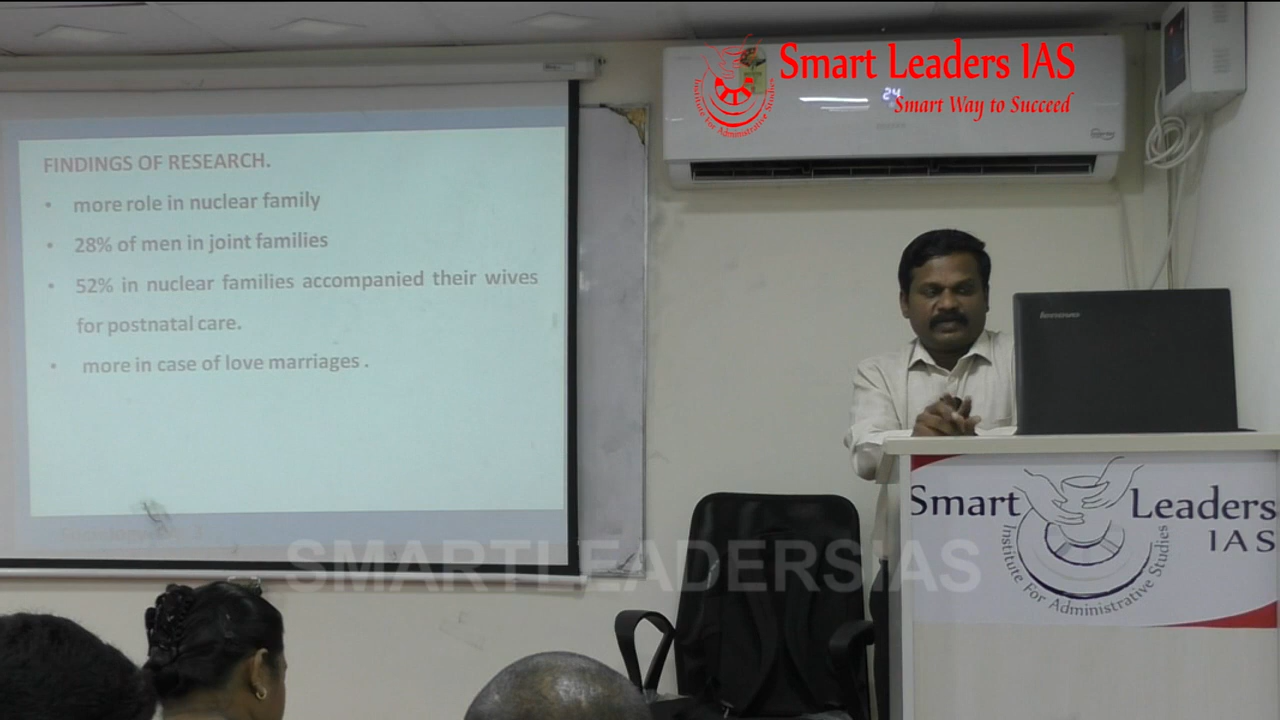 FINDINGS OF RESEARCH.
• more role in nuclear family
• 28% of men in joint families
• 52% in nuclear families accompanied their wives
for postnatal care.
• more in case of love marriages .
Smart Leaders IAS
Smart Way to Succeed
Institute For Administrative Studies
24
lenovo
Smart Leaders
IAS
Institute For Administrative Studies
SMARTLEADERSIAS